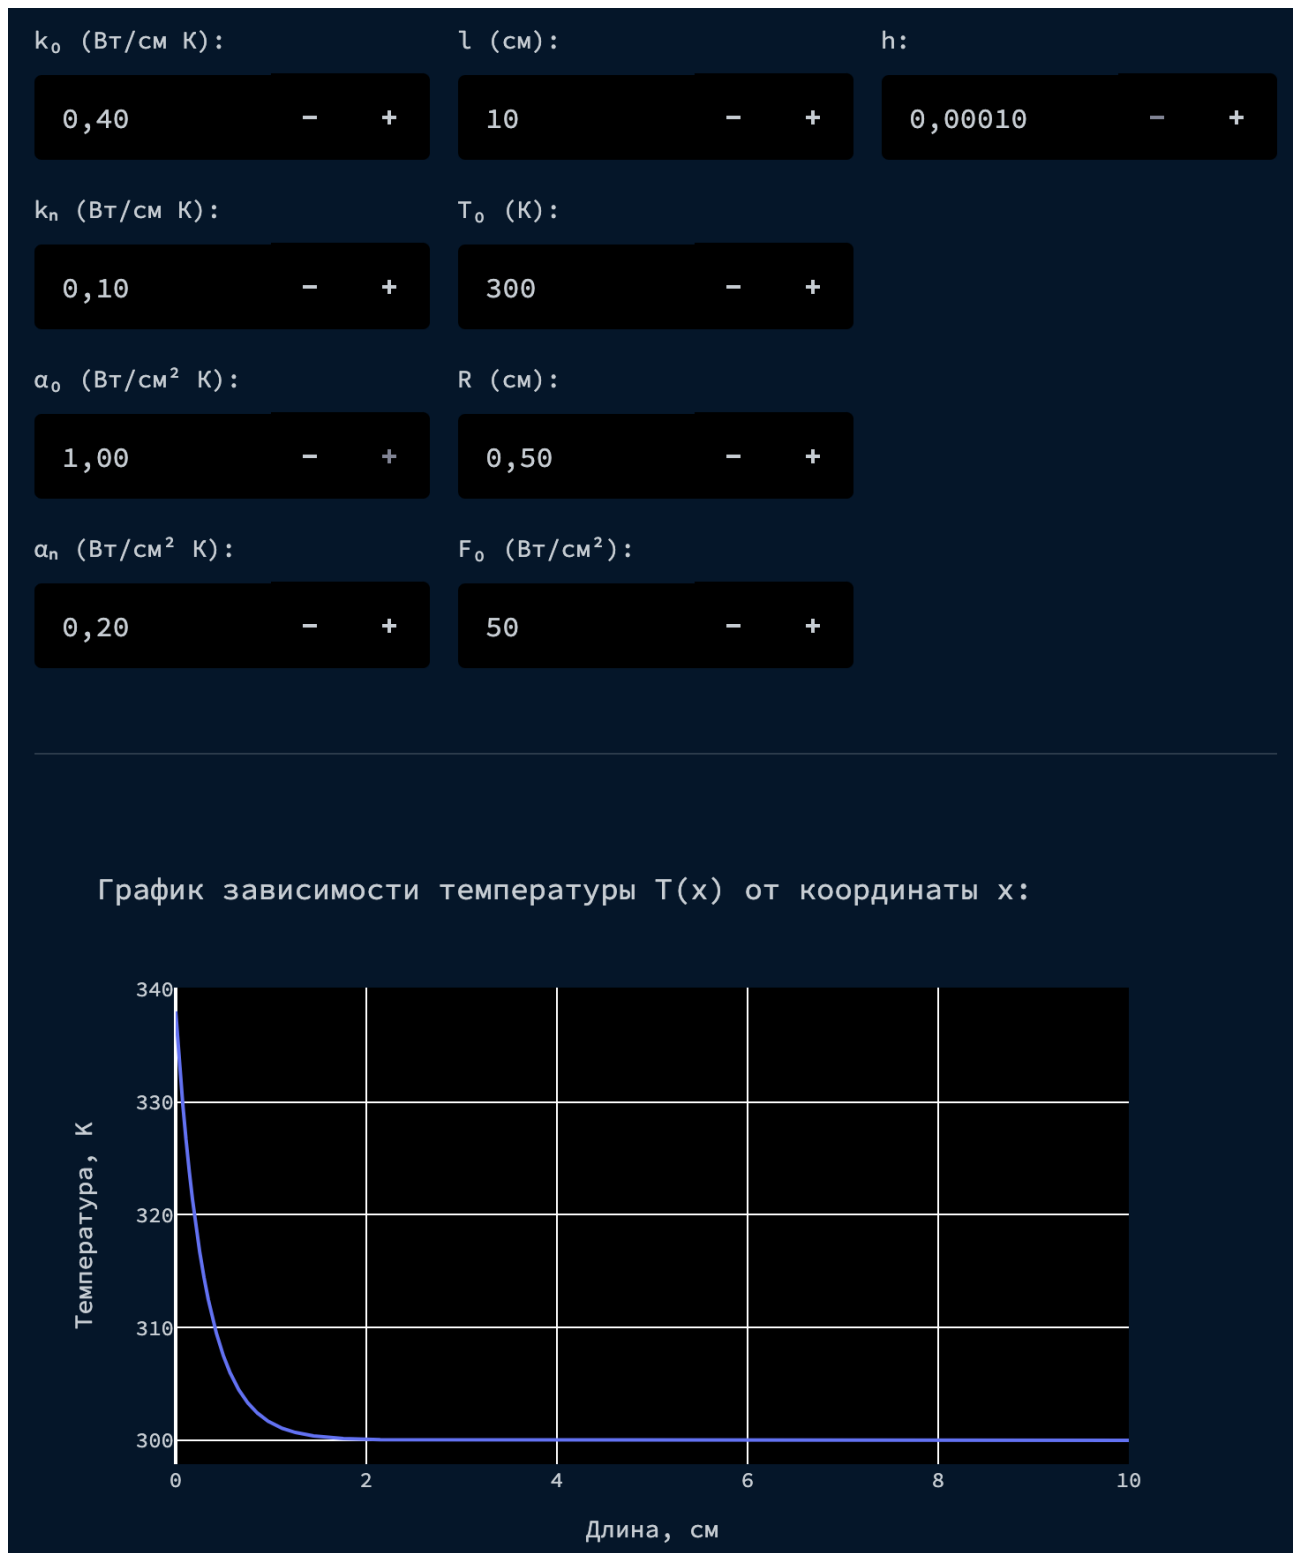 k₀ (Вт/см К):
l (см):
h:
0,40 − +
10 − +
0,00010 − +
kₙ (Вт/см К):
T₀ (К):
0,10 − +
300 − +
α₀ (Вт/см² К):
R (см):
1,00 − +
0,50 − +
αₙ (Вт/см² К):
F₀ (Вт/см²):
0,20 − +
50 − +
График зависимости температуры T(x) от координаты x:
340
330
320
310
300
Температура, К
0 2 4 6 8 10
Длина, см